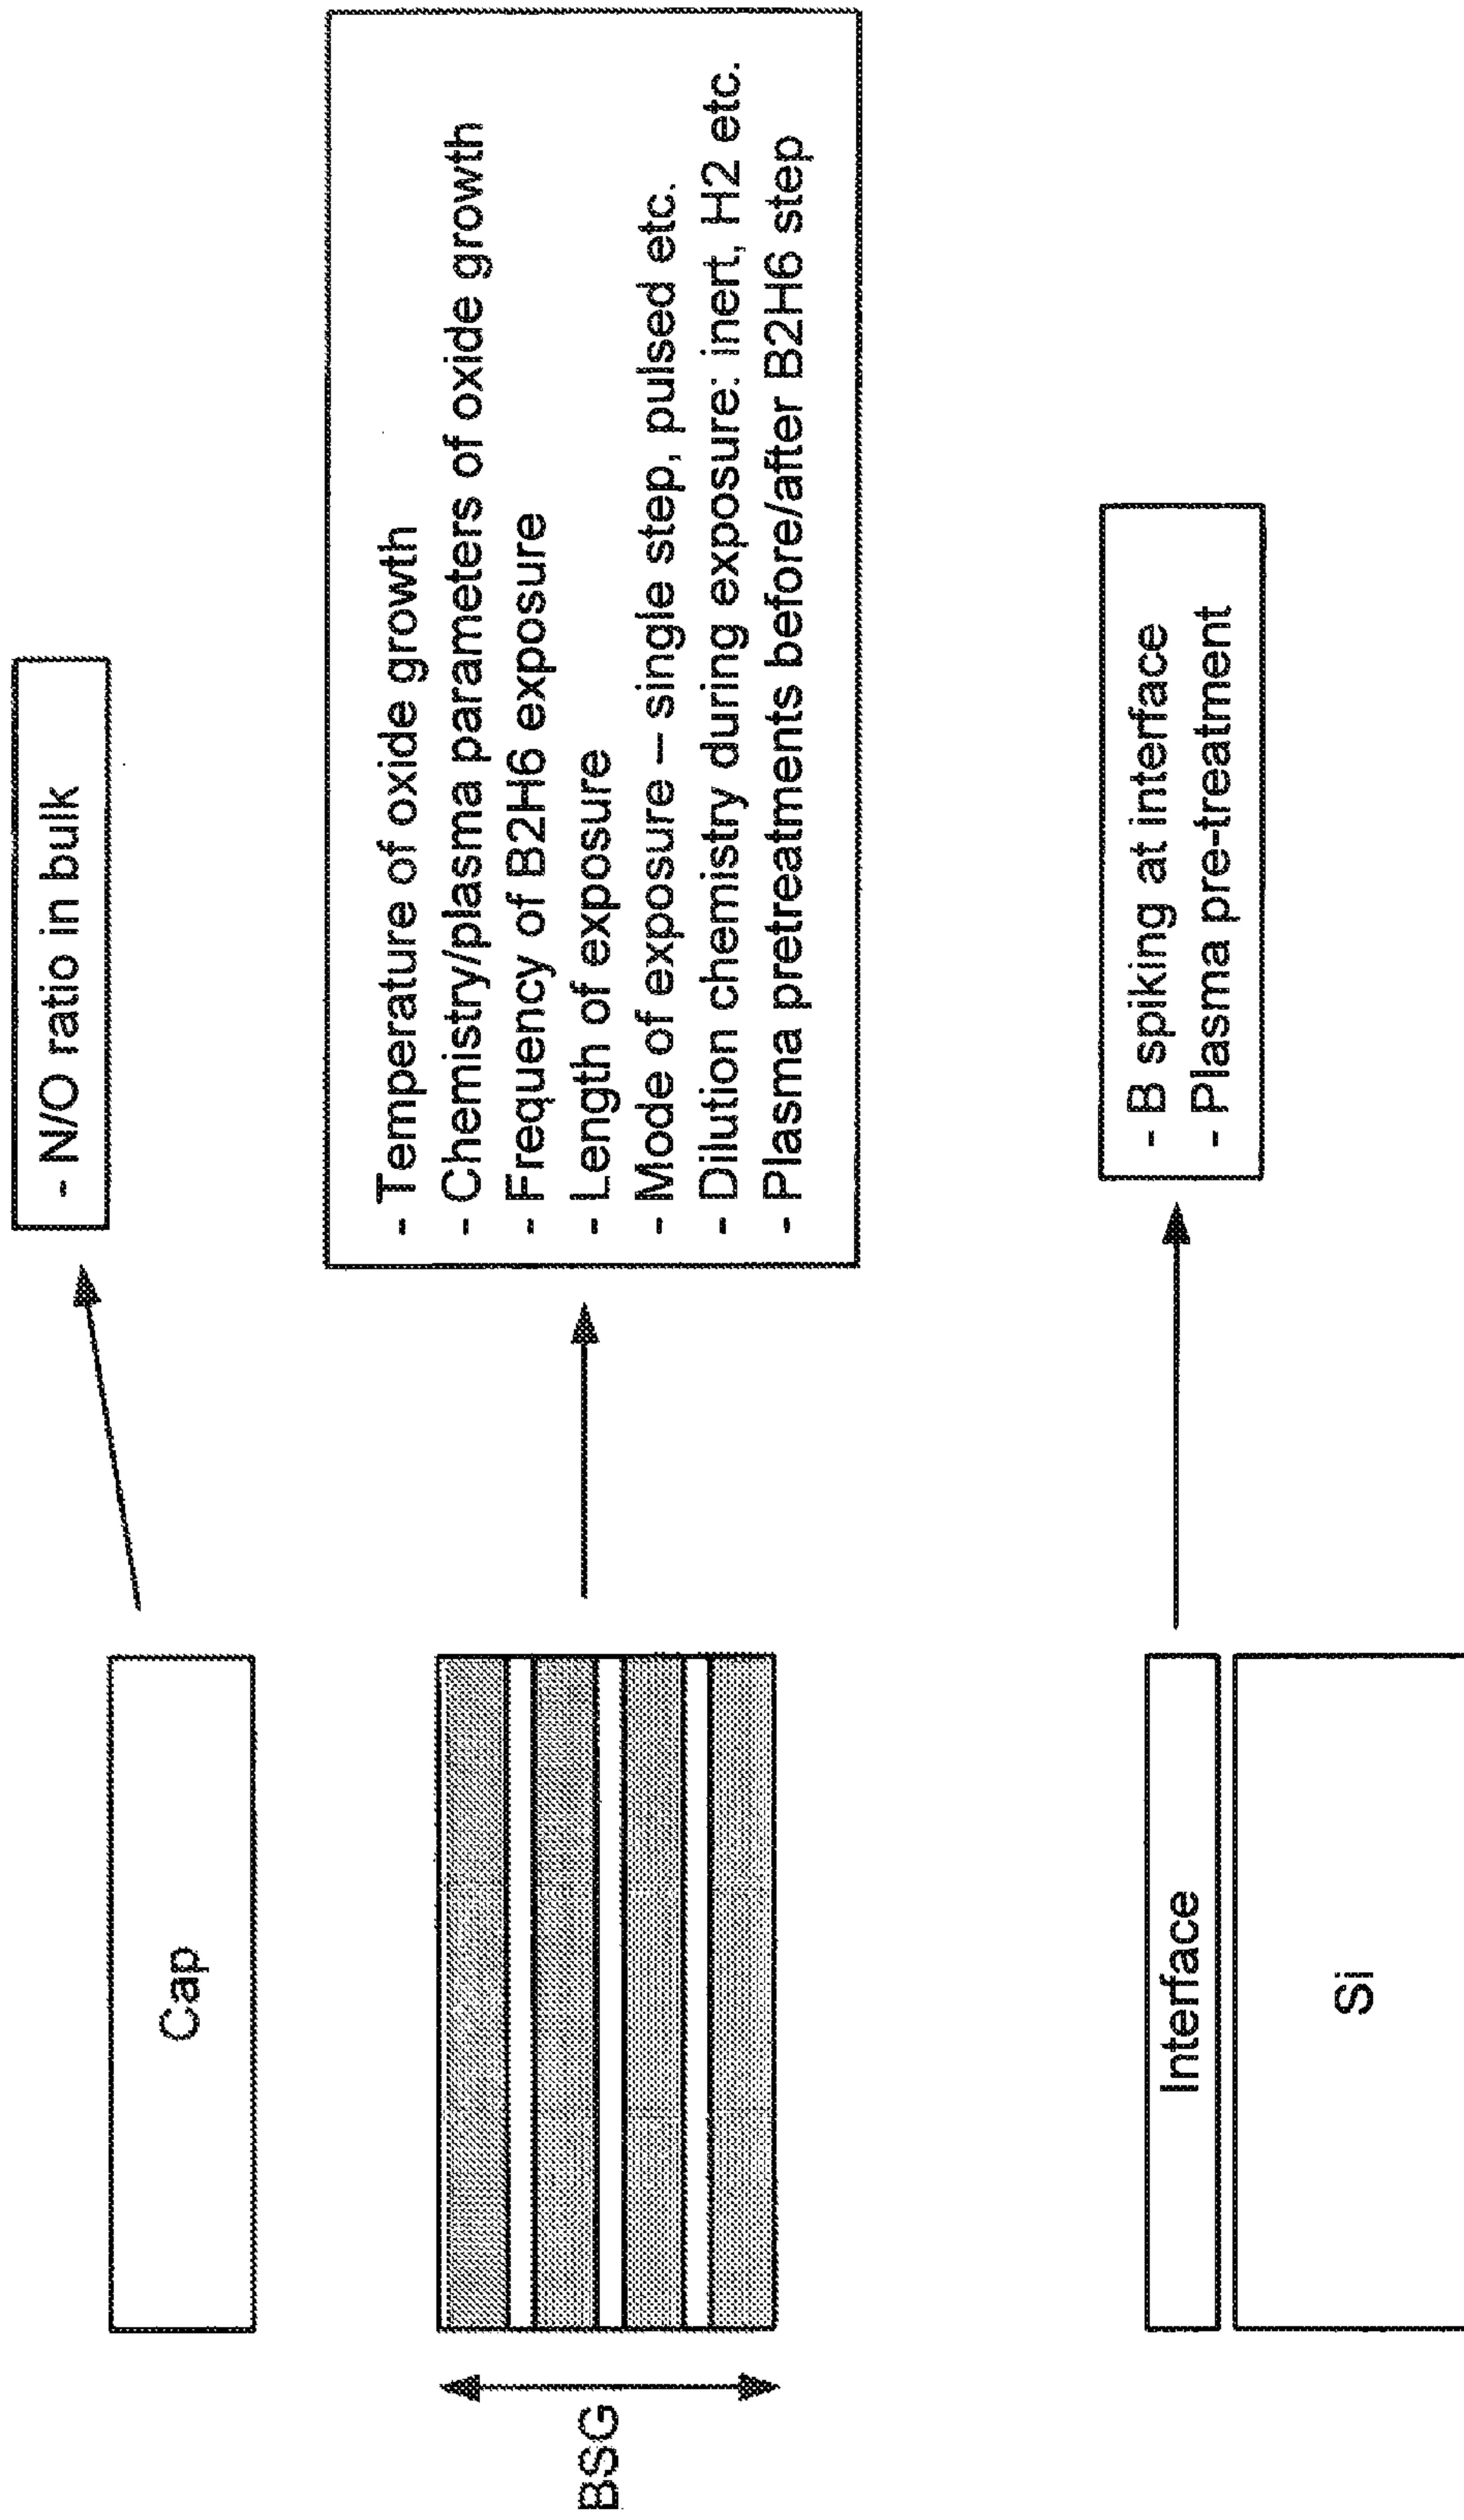 - N/O ratio in bulk
Cap
- Temperature of oxide growth
- Chemistry/plasma parameters of oxide growth
- Frequency of B2H6 exposure
- Length of exposure
- Mode of exposure – single step, pulsed etc.
- Dilution chemistry during exposure: inert, H2 etc.
- Plasma pretreatments before/after B2H6 step
BSG
- B spiking at interface
- Plasma pre-treatment
Interface
Si